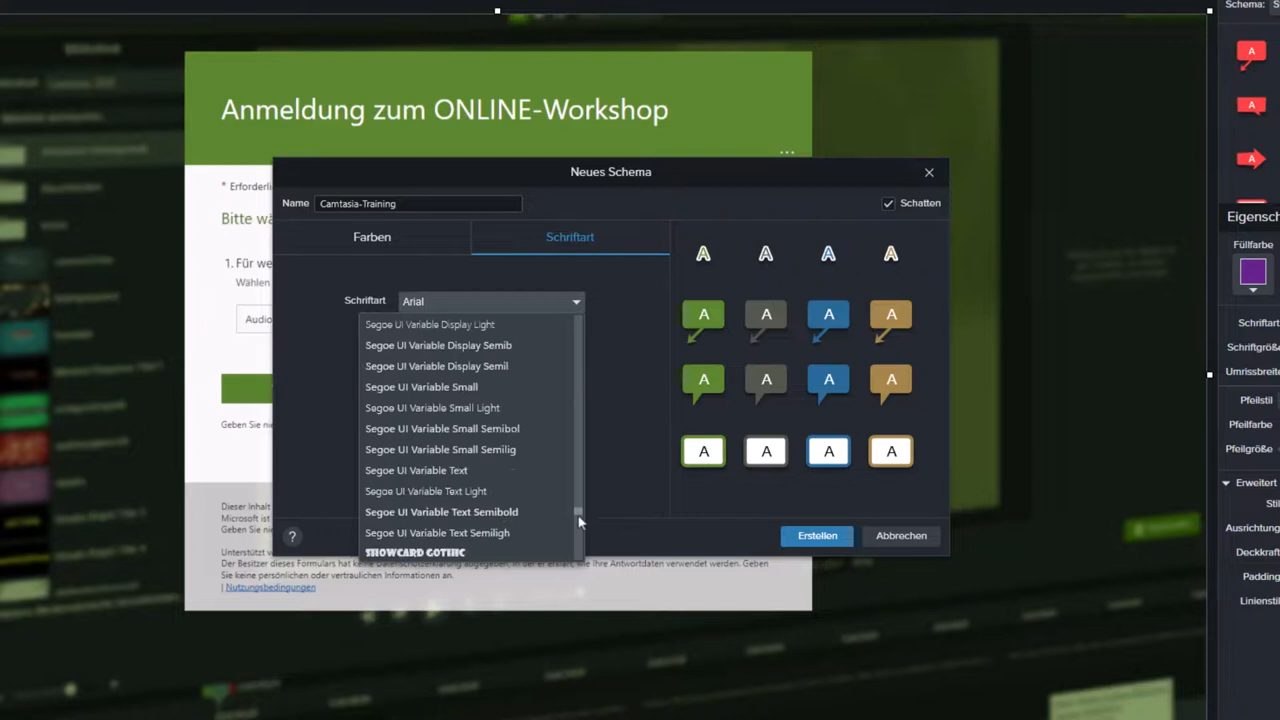 Schema: S
Anmeldung zum ONLINE-Workshop
...
Neues Schema
* Erforderl
Name
Camtasia-Training
Schatten
Bitte wä
Farben
Schriftart
Eigensch
Füllfarbe
1. Für we
Wählen
Audio
Schriftart
Arial
Segoe UI Variable Display Light
Segoe UI Variable Display Semib
Segoe UI Variable Display Semil
Segoe UI Variable Small
Segoe UI Variable Small Light
Segoe UI Variable Small Semibol
Segoe UI Variable Small Semilig
Segoe UI Variable Text
Segoe UI Variable Text Light
Segoe UI Variable Text Semibold
Segoe UI Variable Text Semiligh
SHOWCARD GOTHIC
A A A A
A A A A
A A A A
A A A A
A
A
A
Schriftart
Schriftgröße
Umrissbreite
Pfeilstil
Pfeilfarbe
Pfeilgröße
Erweitert
Ausrichtung
Deckkraft
Padding
Linienstil
Geben Sie nie
?
Erstellen
Abbrechen
Dieser Inhalt
Microsoft ist
Geben Sie nie
Unterstützt v
Der Besitzer dieses Formulars hat keine Datenschutzerklärung abgegeben, in der er erklärt, wie Ihre Antwortdaten verwendet werden. Geben
Sie keine persönlichen oder vertraulichen Informationen an.
| Nutzungsbedingungen